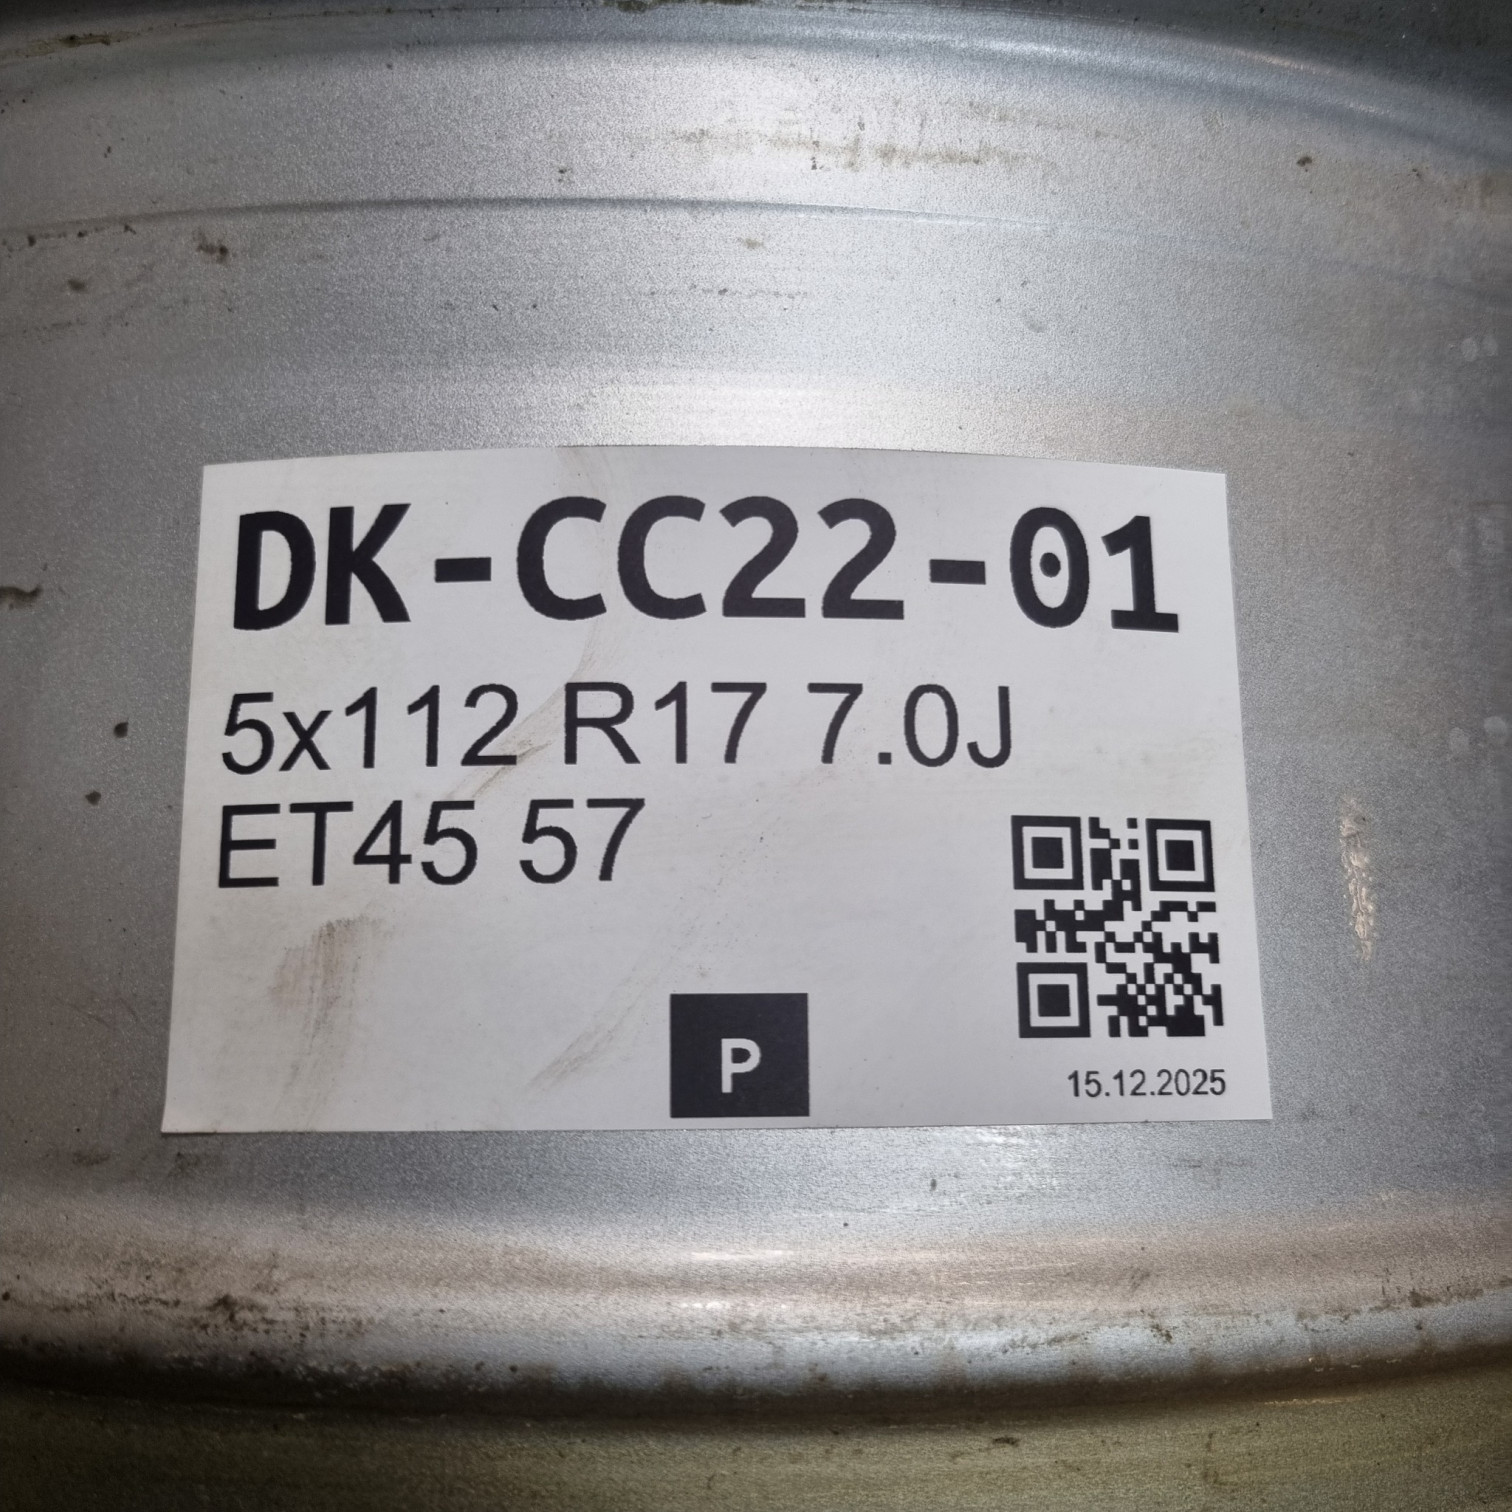 DK-CC22-01
5x112 R17 7.0J
ET45 57
P
15.12.2025